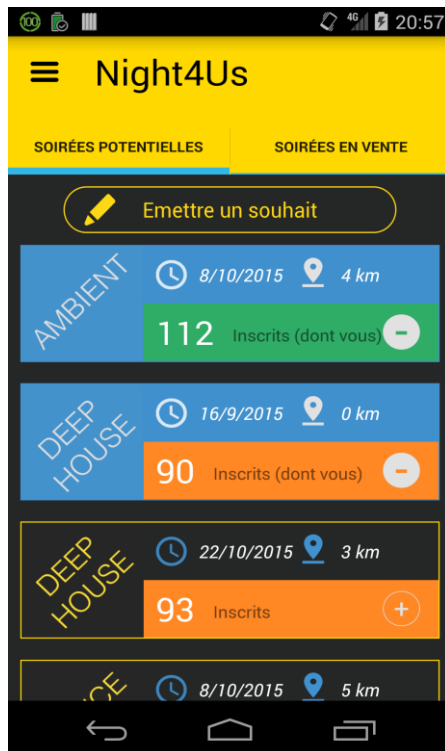 100 4G 20:57
Night4Us
SOIRÉES POTENTIELLES SOIRÉES EN VENTE
Emettre un souhait
AMBIENT
8/10/2015 4 km
112 Inscrits (dont vous)
DEEP
HOUSE
16/9/2015 0 km
90 Inscrits (dont vous)
DEEP
HOUSE
22/10/2015 3 km
93 Inscrits
8/10/2015 5 km